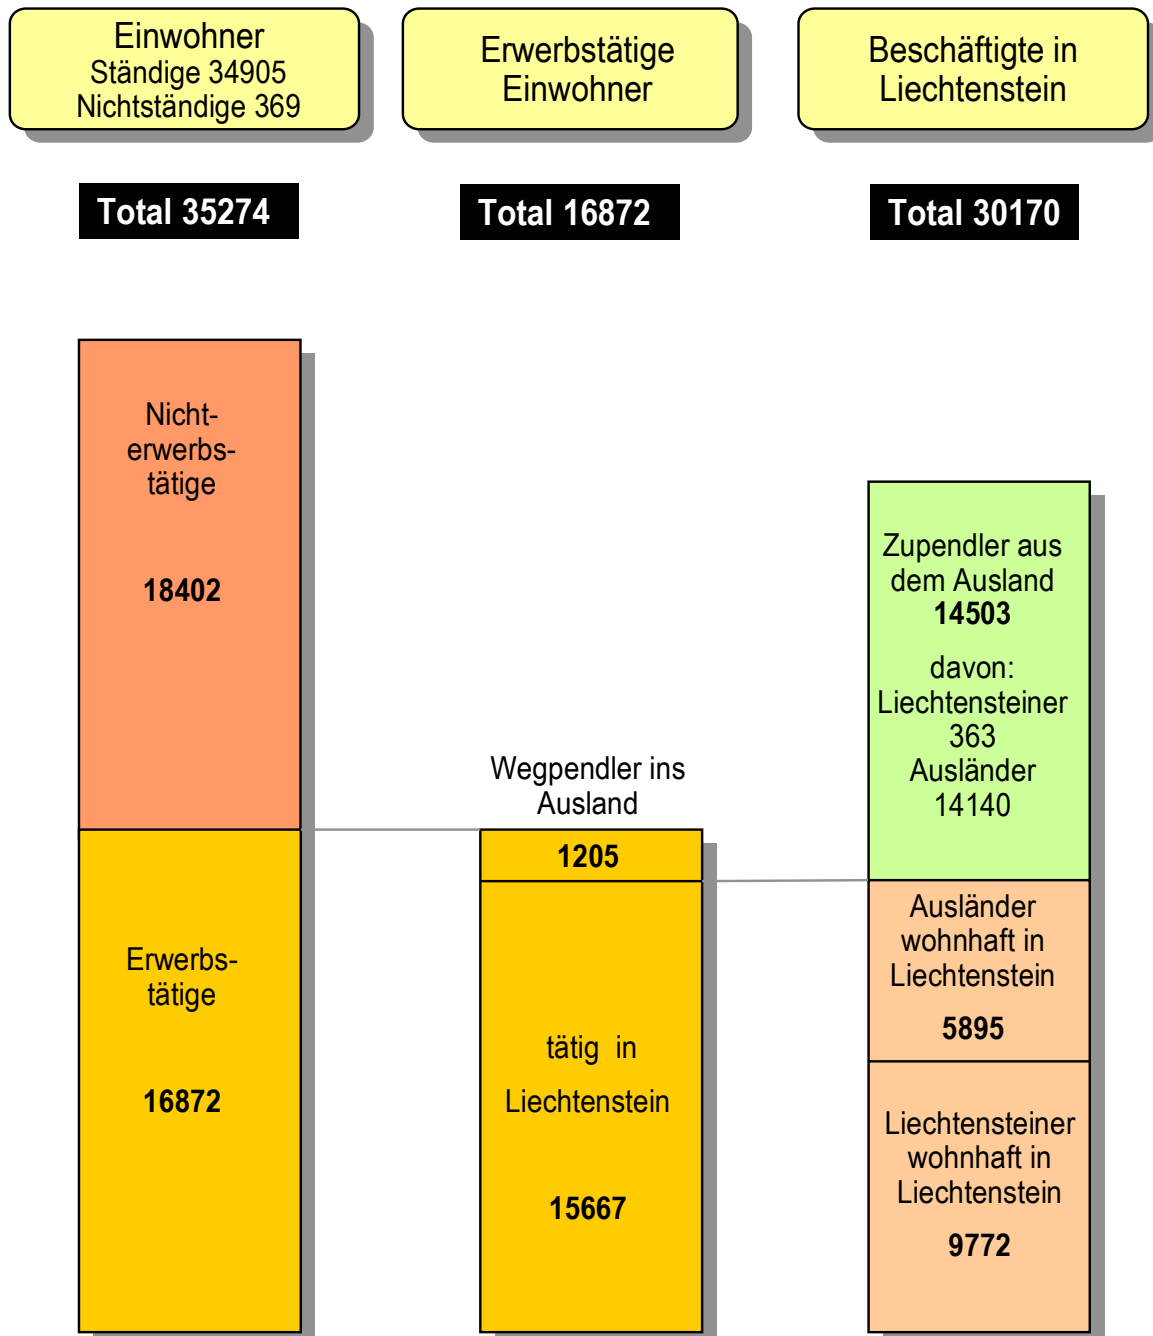 Einwohner
Ständige 34905
Nichtständige 369
Erwerbstätige
Einwohner
Beschäftigte in
Liechtenstein
Total 35274
Total 16872
Total 30170
Nicht-
erwerbs-
tätige
18402
Erwerbs-
tätige
16872
Wegpendler ins
Ausland
1205
tätig in
Liechtenstein
15667
Zupendler aus
dem Ausland
14503
davon:
Liechtensteiner
363
Ausländer
14140
Ausländer
wohnhaft in
Liechtenstein
5895
Liechtensteiner
wohnhaft in
Liechtenstein
9772